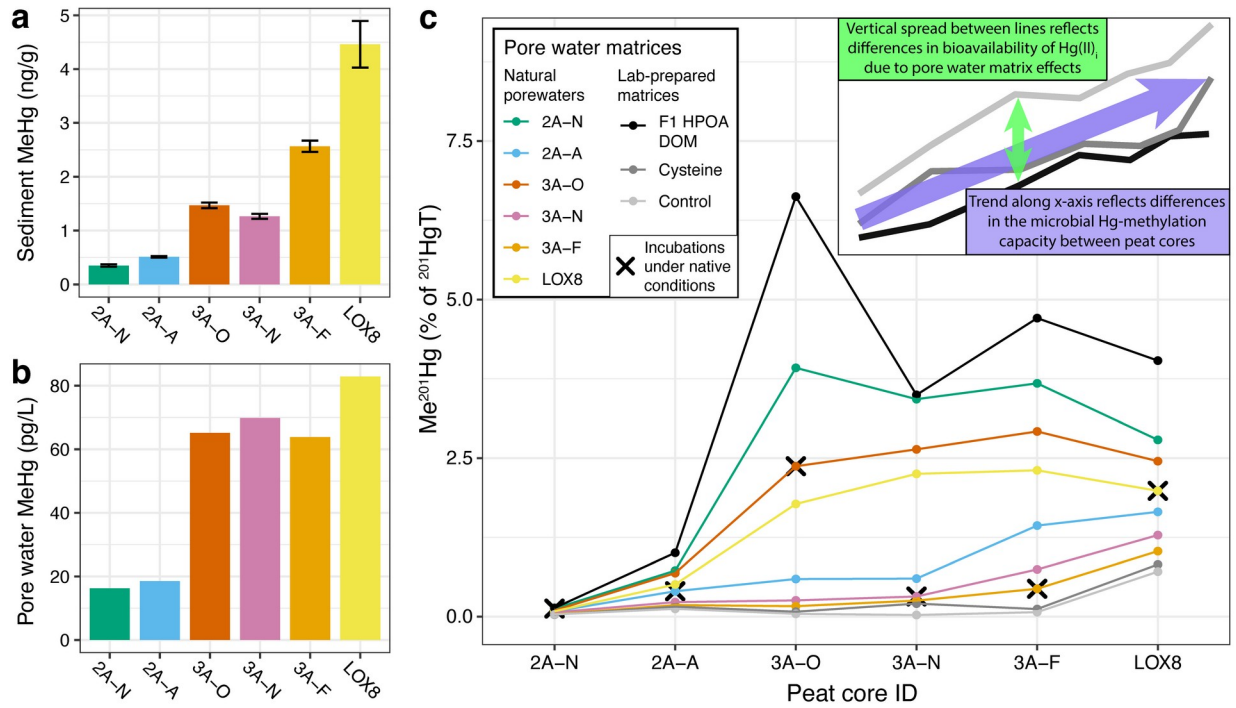 a
Sediment MeHg (ng/g)
5
4
3
2
1
0
2A−N
2A−A
3A−O
3A−N
3A−F
LOX8
b
Pore water MeHg (pg/L)
80
60
40
20
0
2A−N
2A−A
3A−O
3A−N
3A−F
LOX8
c
Me²⁰¹Hg (% of ²⁰¹HgT)
7.5
5.0
2.5
0.0
Pore water matrices
Natural
porewaters
2A−N
2A−A
3A−O
3A−N
3A−F
LOX8
Lab-prepared
matrices
F1 HPOA
DOM
Cysteine
Control
Incubations
under native
conditions
Vertical spread between lines reflects
differences in bioavailability of Hg(II)ᵢ
due to pore water matrix effects
Trend along x-axis reflects differences
in the microbial Hg-methylation
capacity between peat cores
2A−N
2A−A
3A−O
3A−N
3A−F
LOX8
Peat core ID